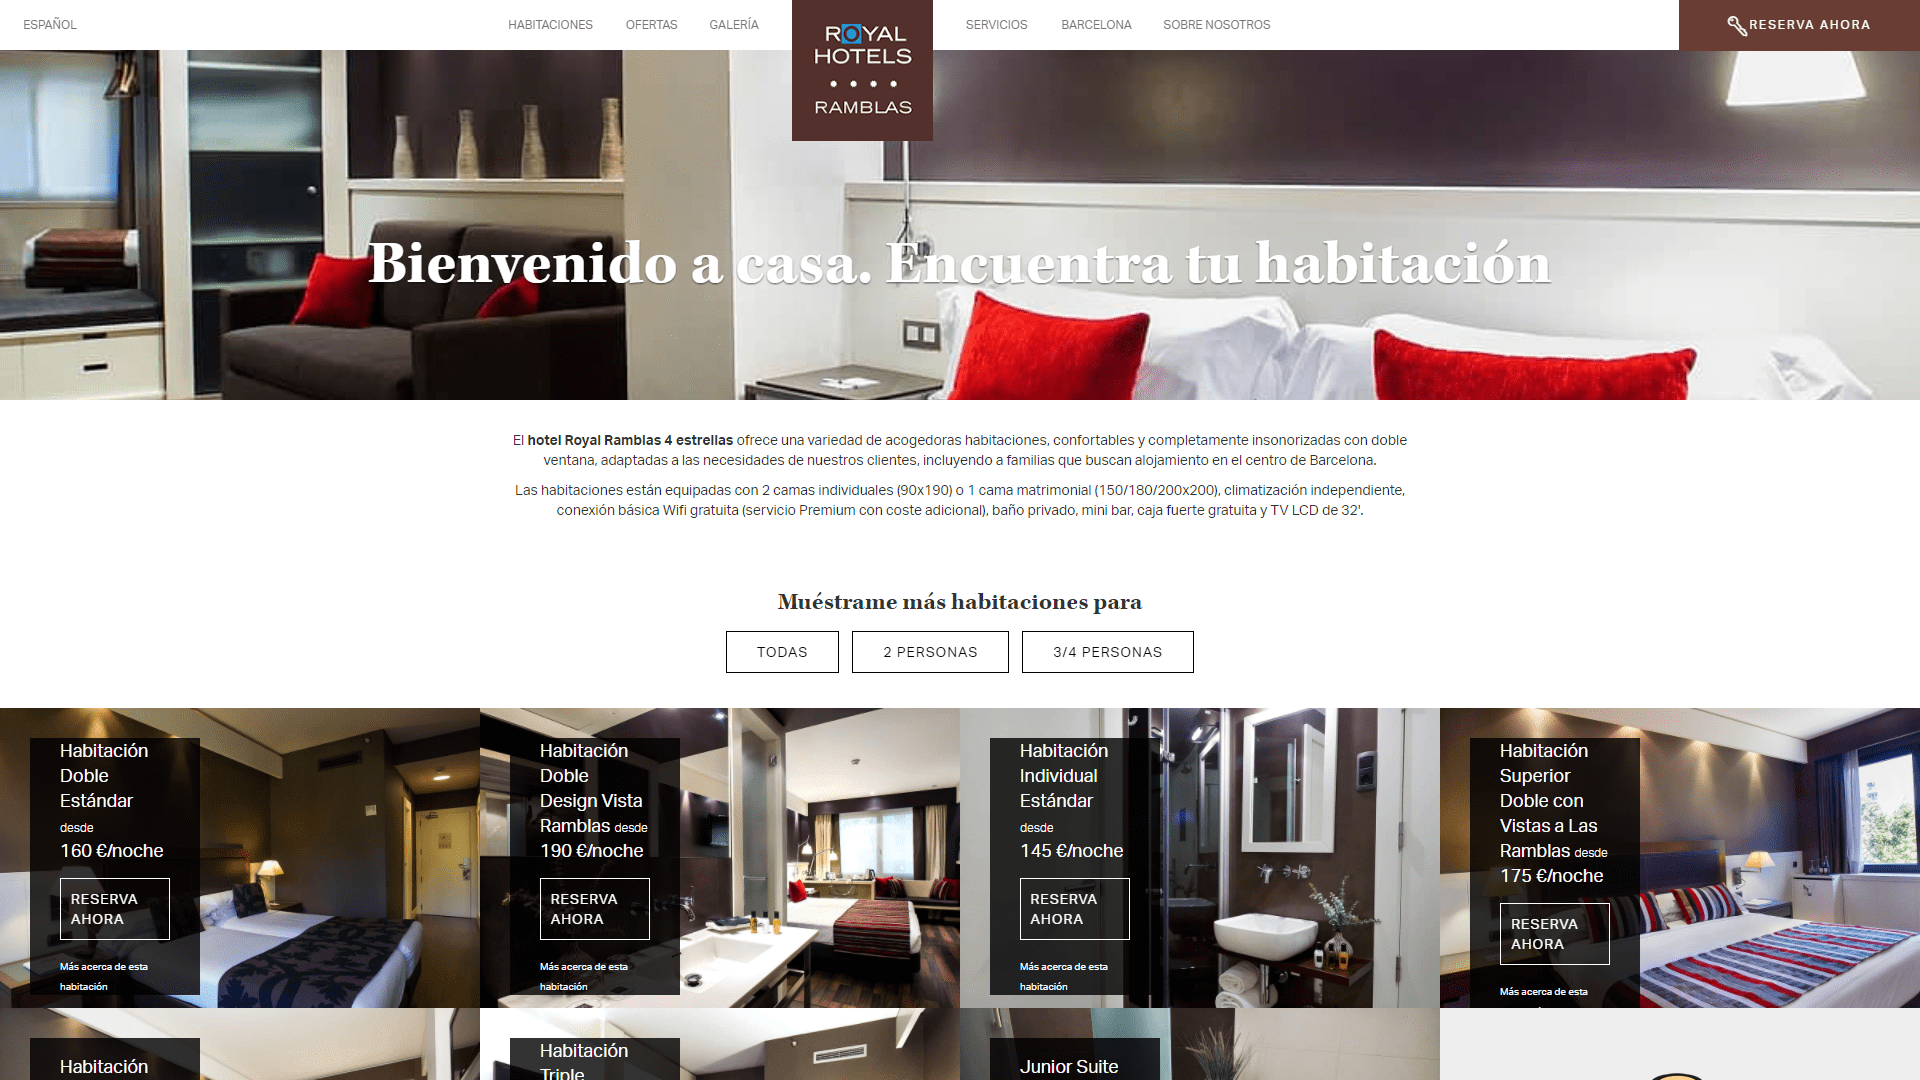 ESPAÑOL
HABITACIONES
OFERTAS
GALERÍA
ROYAL
HOTELS
RAMBLAS
SERVICIOS
BARCELONA
SOBRE NOSOTROS
RESERVA AHORA
Bienvenido a casa. Encuentra tu habitación
El hotel Royal Ramblas 4 estrellas ofrece una variedad de acogedoras habitaciones, confortables y completamente insonorizadas con doble
ventana, adaptadas a las necesidades de nuestros clientes, incluyendo a familias que buscan alojamiento en el centro de Barcelona.
Las habitaciones están equipadas con 2 camas individuales (90x190) o 1 cama matrimonial (150/180/200x200), climatización independiente,
conexión básica Wifi gratuita (servicio Premium con coste adicional), baño privado, mini bar, caja fuerte gratuita y TV LCD de 32'.
Muéstrame más habitaciones para
TODAS
2 PERSONAS
3/4 PERSONAS
Habitación
Doble
Estándar
desde
160 €/noche
RESERVA
AHORA
Más acerca de esta
habitación
Habitación
Doble
Design Vista
Ramblas desde
190 €/noche
RESERVA
AHORA
Más acerca de esta
habitación
Habitación
Individual
Estándar
desde
145 €/noche
RESERVA
AHORA
Más acerca de esta
habitación
Habitación
Superior
Doble con
Vistas a Las
Ramblas desde
175 €/noche
RESERVA
AHORA
Más acerca de esta
Habitación
Habitación
Triple
Junior Suite